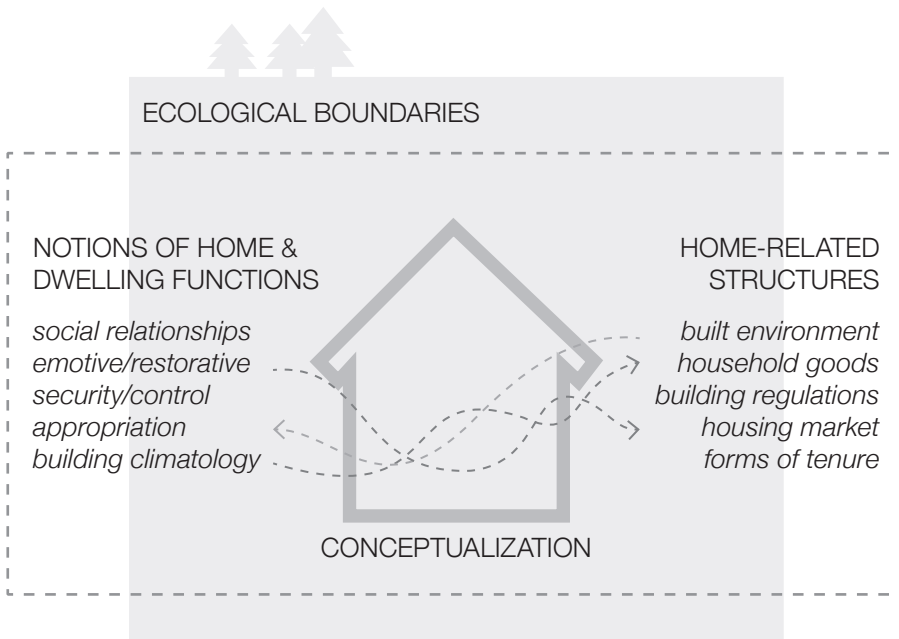 ECOLOGICAL BOUNDARIES
NOTIONS OF HOME &
DWELLING FUNCTIONS
social relationships
emotive/restorative
security/control
appropriation
building climatology
HOME-RELATED
STRUCTURES
built environment
household goods
building regulations
housing market
forms of tenure
CONCEPTUALIZATION